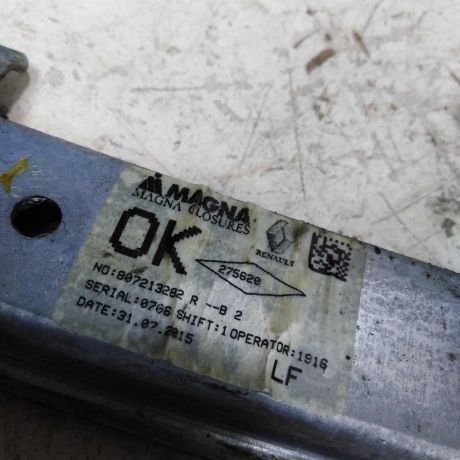 MAGNA
MAGNA CLOSURES
RENAULT
OK
275620
NO:807213282 R --B 2
SERIAL:0766 SHIFT:1 OPERATOR:1916
DATE:31.07.2015
LF